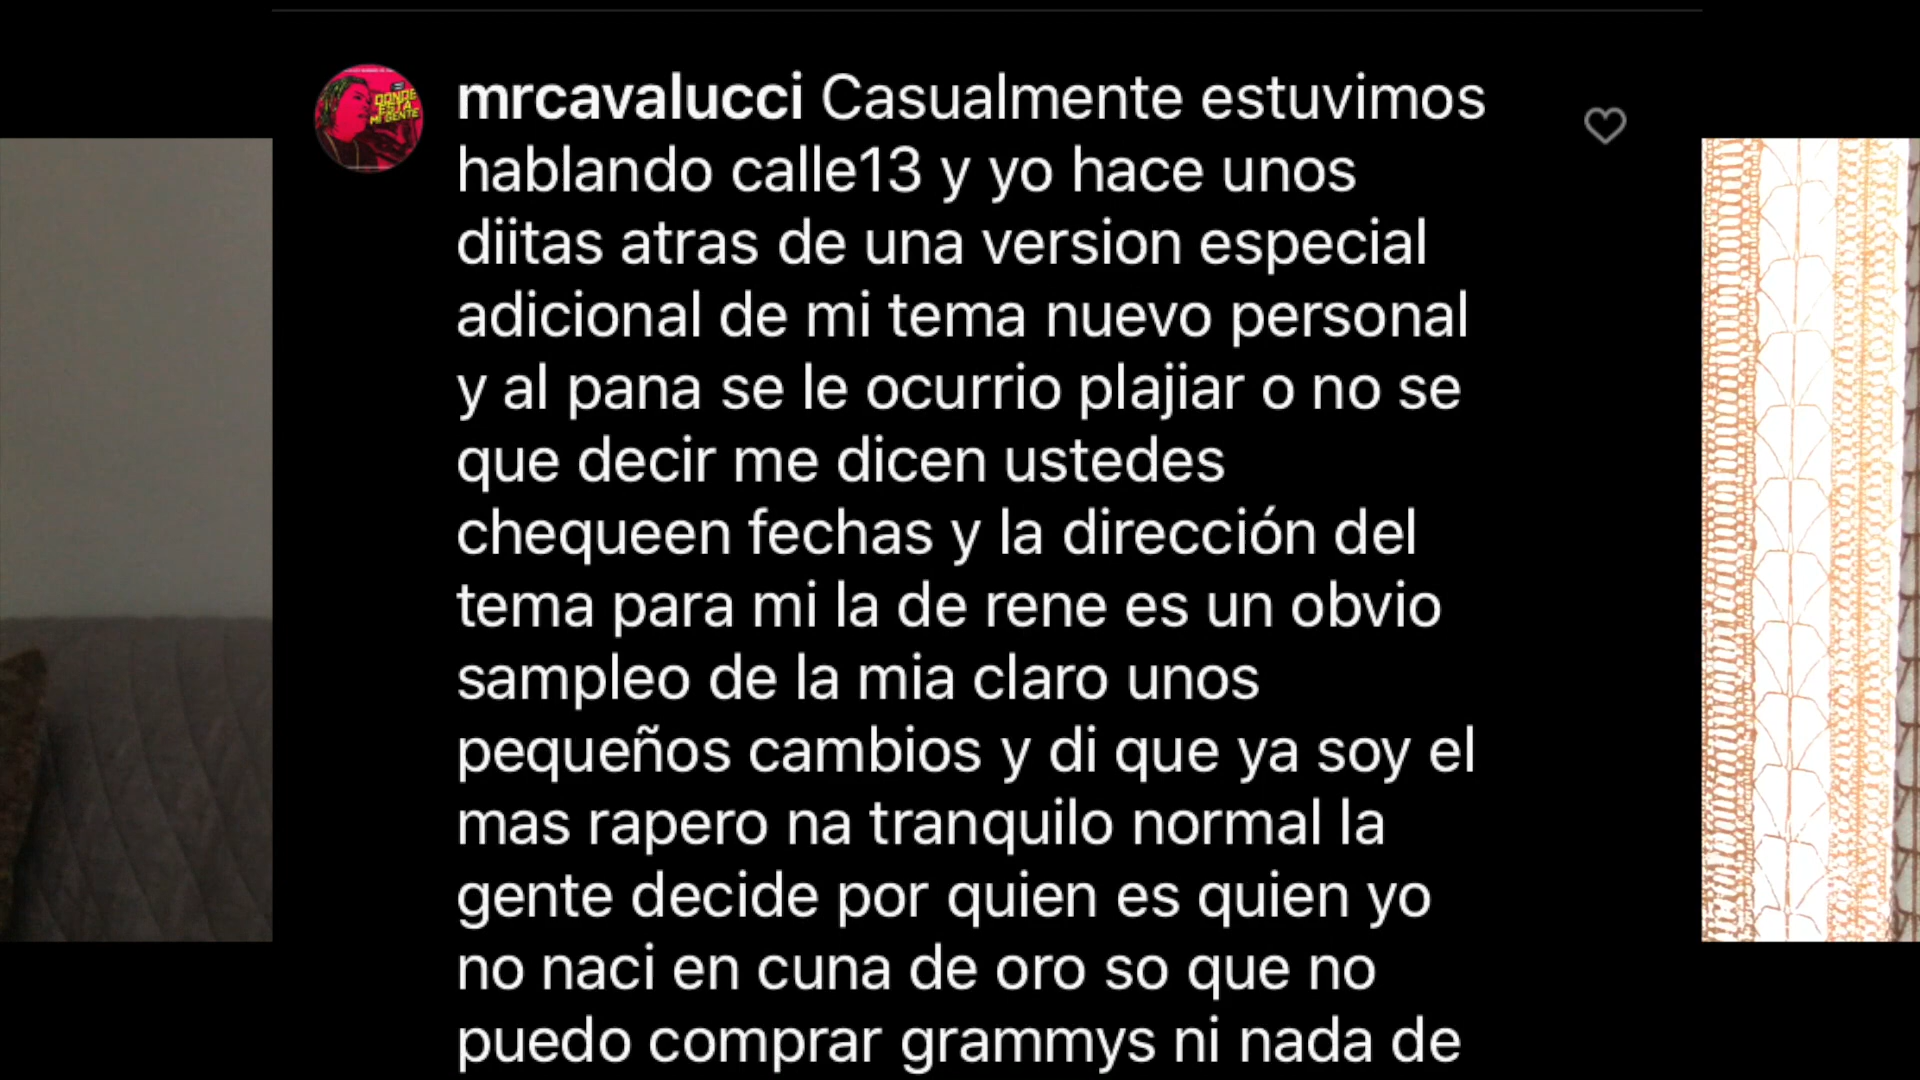 DONDE
ESTA
MI GENTE
mrcavalucci Casualmente estuvimos
hablando calle13 y yo hace unos
diitas atras de una version especial
adicional de mi tema nuevo personal
y al pana se le ocurrio plajiar o no se
que decir me dicen ustedes
chequeen fechas y la dirección del
tema para mi la de rene es un obvio
sampleo de la mia claro unos
pequeños cambios y di que ya soy el
mas rapero na tranquilo normal la
gente decide por quien es quien yo
no naci en cuna de oro so que no
puedo comprar grammys ni nada de